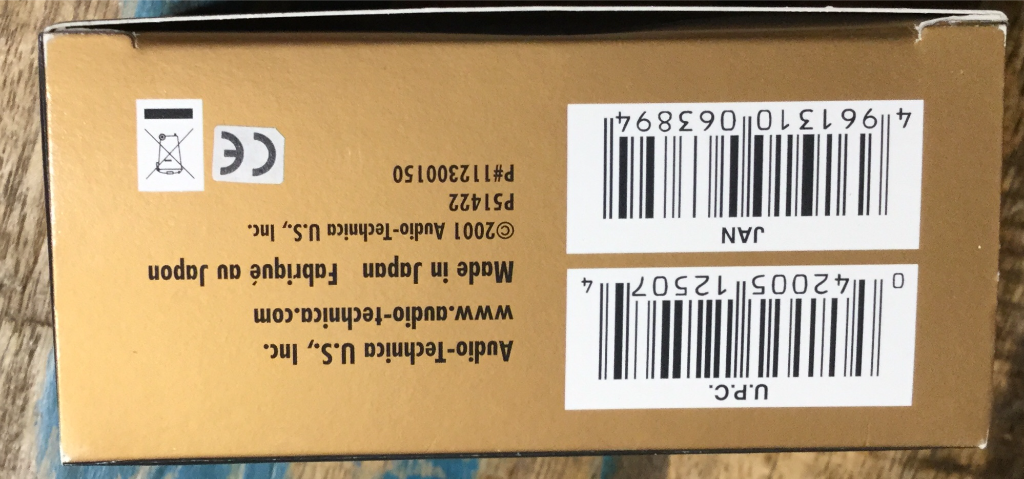 U.P.C.
0 42005 12507 4
JAN
4 961310 063894
Audio-Technica U.S., Inc.
www.audio-technica.com
Made in Japan Fabriqué au Japon
©2001 Audio-Technica U.S., Inc.
P51422
P#112300150
CE